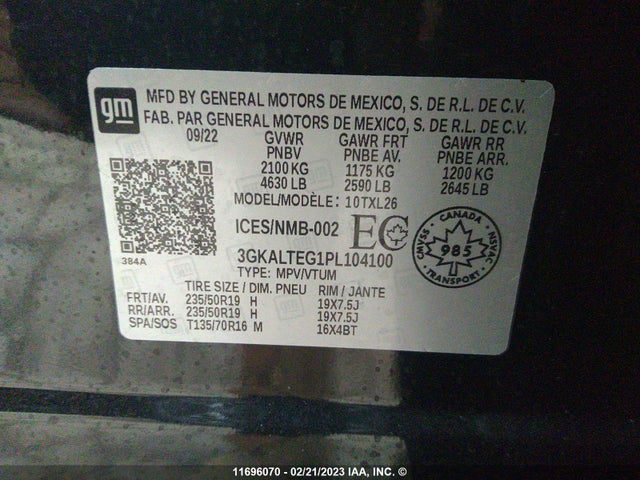 gm
MFD BY GENERAL MOTORS DE MEXICO, S. DE R.L. DE C.V.
FAB. PAR GENERAL MOTORS DE MEXICO, S. DE R.L. DE C.V.
09/22 GVWR GAWR FRT GAWR RR
PNBV PNBE AV. PNBE ARR.
2100 KG 1175 KG 1200 KG
4630 LB 2590 LB 2645 LB
MODEL/MODÈLE: 10TXL26
ICES/NMB-002 EC
3GKALTEG1PL104100
384A
TYPE: MPV/VTUM
CANADA
CMVSS 985 NSVAC
TRANSPORT
TIRE SIZE / DIM. PNEU RIM / JANTE
FRT/AV. 235/50R19 H 19X7.5J
RR/ARR. 235/50R19 H 19X7.5J
SPA/SOS T135/70R16 M 16X4BT
11696070 - 02/21/2023 IAA, INC. ©